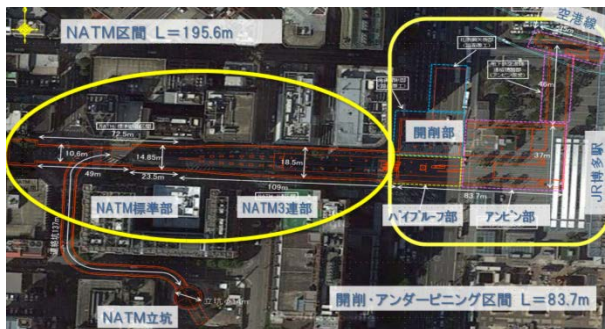 NATM区間 L=195.6m
空港線
開削部
JR博多駅
72.5m
10.6m
14.85m
18.5m
49m
23.5m
109m
37m
83.7m
NATM標準部
NATM3連部
パイプルーフ部
アンピン部
NATM立坑
開削・アンダーピニング区間 L=83.7m